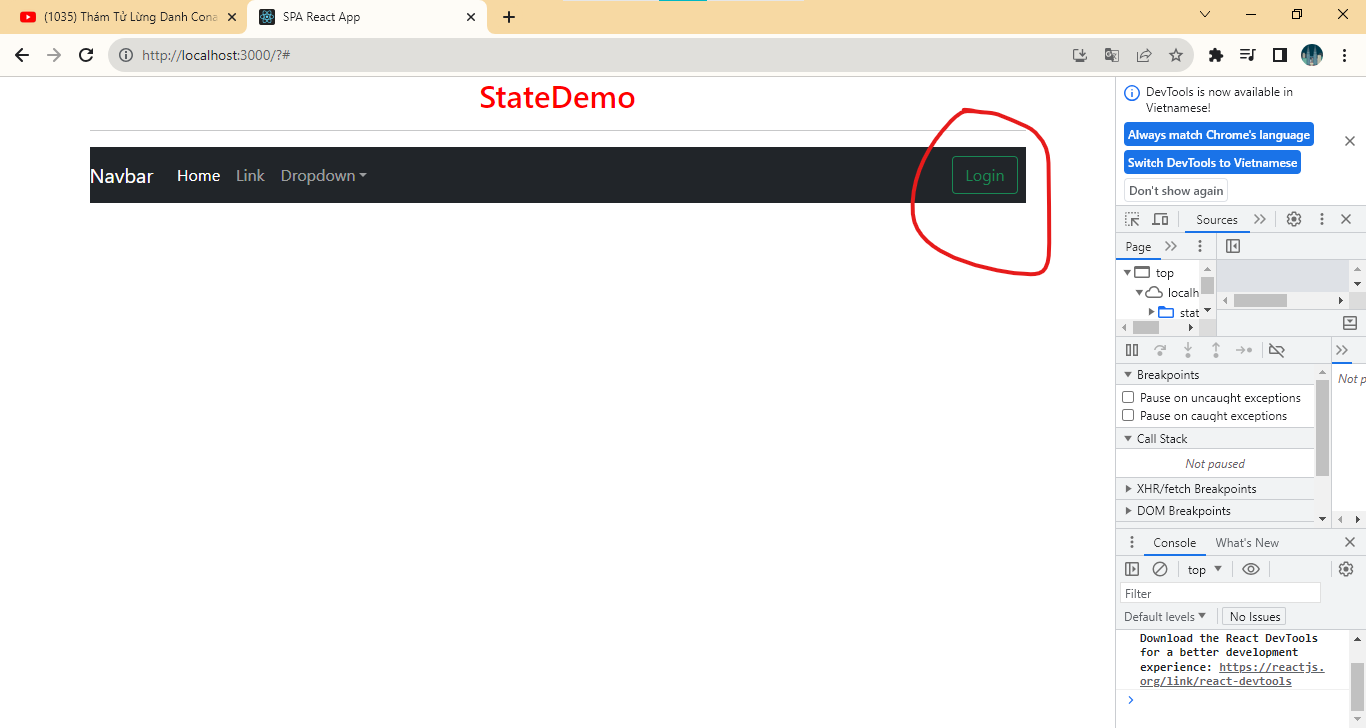 (1035) Thám Tử Lừng Danh Cona
SPA React App
http://localhost:3000/?#
StateDemo
Navbar
Home
Link
Dropdown
Login
DevTools is now available in
Vietnamese!
Always match Chrome's language
Switch DevTools to Vietnamese
Don't show again
Sources
Page
top
localh
stat
Breakpoints
Not p
Pause on uncaught exceptions
Pause on caught exceptions
Call Stack
Not paused
XHR/fetch Breakpoints
DOM Breakpoints
Console
What's New
top
Filter
Default levels
No Issues
Download the React DevTools
for a better development
experience: https://reactjs.
org/link/react-devtools